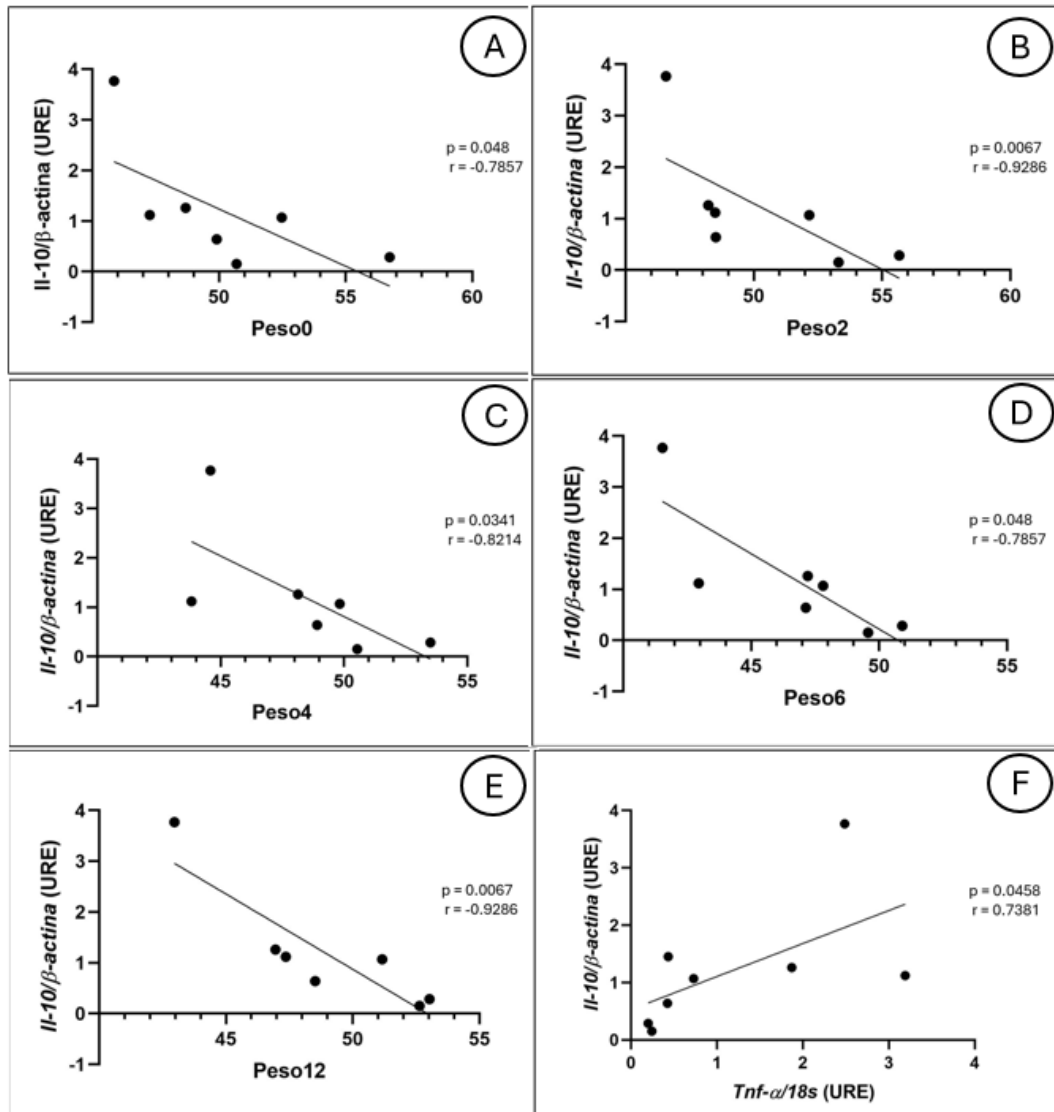 A
Il-10/β-actina (URE)
4
3
2
1
0
-1
50
55
60
Peso0
p = 0.048
r = -0.7857
B
Il-10/β-actina (URE)
4
3
2
1
0
-1
50
55
60
Peso2
p = 0.0067
r = -0.9286
C
Il-10/β-actina (URE)
4
3
2
1
0
-1
45
50
55
Peso4
p = 0.0341
r = -0.8214
D
Il-10/β-actina (URE)
4
3
2
1
0
-1
45
50
55
Peso6
p = 0.048
r = -0.7857
E
Il-10/β-actina (URE)
4
3
2
1
0
-1
45
50
55
Peso12
p = 0.0067
r = -0.9286
F
Il-10/β-actina (URE)
4
3
2
1
0
0
1
2
3
4
Tnf-α/18s (URE)
p = 0.0458
r = 0.7381